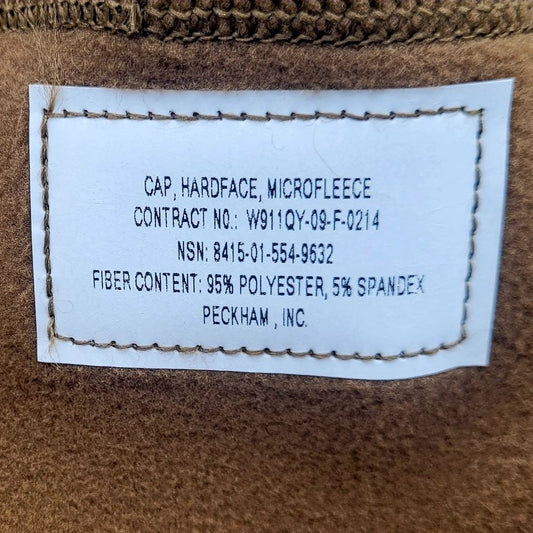 CAP, HARDFACE, MICROFLEECE
CONTRACT NO.: W911QY-09-F-0214
NSN: 8415-01-554-9632
FIBER CONTENT: 95% POLYESTER, 5% SPANDEX
PECKHAM, INC.